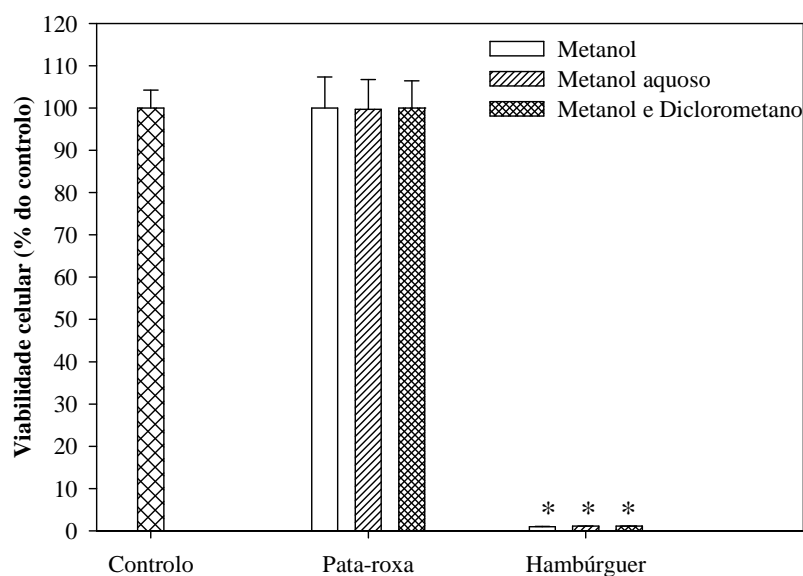 Viabilidade celular (% do controlo)
120
110
100
90
80
70
60
50
40
30
20
10
0
Metanol
Metanol aquoso
Metanol e Diclorometano
* * *
Controlo Pata-roxa Hambúrguer